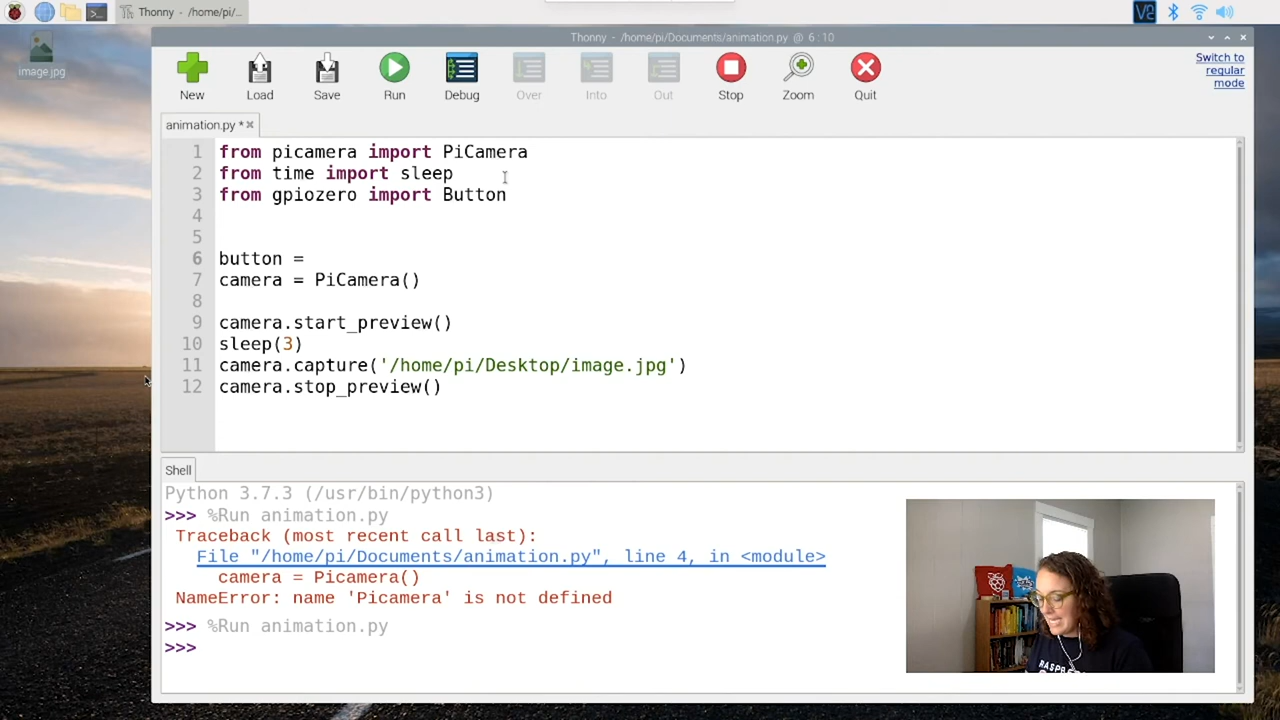 Thonny - /home/pi/...
Thonny - /home/pi/Documents/animation.py @ 6:10
image.jpg
New
Load
Save
Run
Debug
Over
Into
Out
Stop
Zoom
Quit
Switch to
regular
mode
animation.py *
1 from picamera import PiCamera
2 from time import sleep
3 from gpiozero import Button
4
5
6 button =
7 camera = PiCamera()
8
9 camera.start_preview()
10 sleep(3)
11 camera.capture('/home/pi/Desktop/image.jpg')
12 camera.stop_preview()
Shell
Python 3.7.3 (/usr/bin/python3)
>>> %Run animation.py
Traceback (most recent call last):
File "/home/pi/Documents/animation.py", line 4, in <module>
camera = Picamera()
NameError: name 'Picamera' is not defined
>>> %Run animation.py
>>>